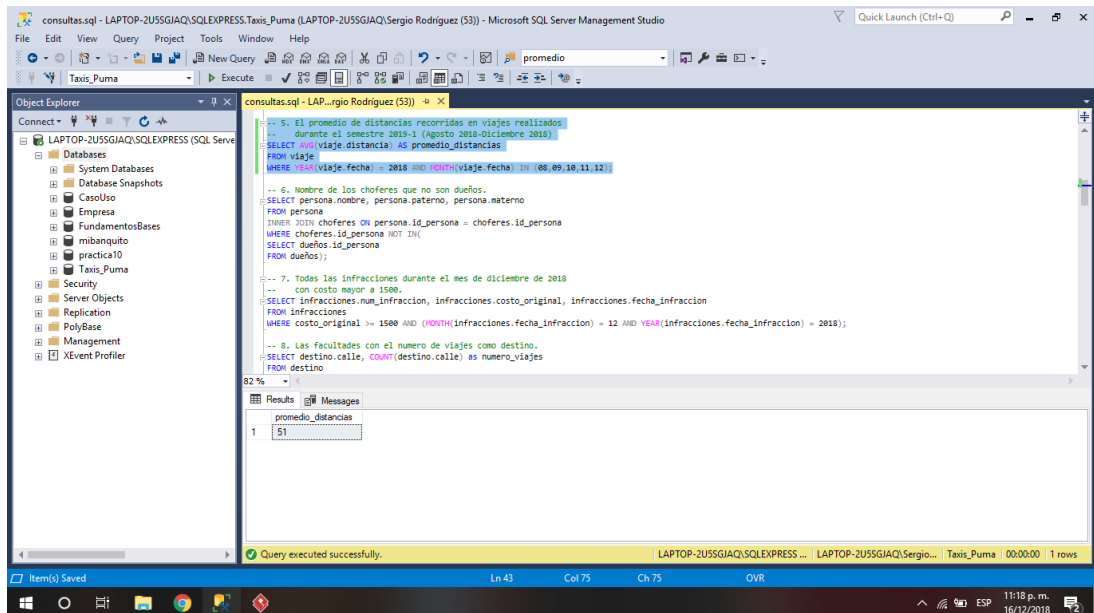 consultas.sql - LAPTOP-2U5SGJAQ\SQLEXPRESS.Taxis_Puma (LAPTOP-2U5SGJAQ\Sergio Rodríguez (53)) - Microsoft SQL Server Management Studio
Quick Launch (Ctrl+Q)
File Edit View Query Project Tools Window Help
New Query
promedio
Taxis_Puma
Execute
Object Explorer
consultas.sql - LAP...rgio Rodríguez (53))
Connect
LAPTOP-2U5SGJAQ\SQLEXPRESS (SQL Serve
Databases
System Databases
Database Snapshots
CasoUso
Empresa
FundamentosBases
mibanquito
practica10
Taxis_Puma
Security
Server Objects
Replication
PolyBase
Management
XEvent Profiler
-- 5. El promedio de distancias recorridas en viajes realizados
-- durante el semestre 2019-1 (Agosto 2018-Diciembre 2018)
SELECT AVG(viaje.distancia) AS promedio_distancias
FROM viaje
WHERE YEAR(viaje.fecha) = 2018 AND MONTH(viaje.fecha) IN (08,09,10,11,12);
-- 6. Nombre de los choferes que no son dueños.
SELECT persona.nombre, persona.paterno, persona.materno
FROM persona
INNER JOIN choferes ON persona.id_persona = choferes.id_persona
WHERE choferes.id_persona NOT IN(
SELECT dueños.id_persona
FROM dueños);
-- 7. Todas las infracciones durante el mes de diciembre de 2018
-- con costo mayor a 1500.
SELECT infracciones.num_infraccion, infracciones.costo_original, infracciones.fecha_infraccion
FROM infracciones
WHERE costo_original >= 1500 AND (MONTH(infracciones.fecha_infraccion) = 12 AND YEAR(infracciones.fecha_infraccion) = 2018);
-- 8. Las facultades con el numero de viajes como destino.
SELECT destino.calle, COUNT(destino.calle) as numero_viajes
FROM destino
82 %
Results Messages
promedio_distancias
1 51
Query executed successfully.
LAPTOP-2U5SGJAQ\SQLEXPRESS ... LAPTOP-2U5SGJAQ\Sergio... Taxis_Puma 00:00:00 1 rows
Item(s) Saved Ln 43 Col 75 Ch 75 OVR
ESP
11:18 p. m.
16/12/2018